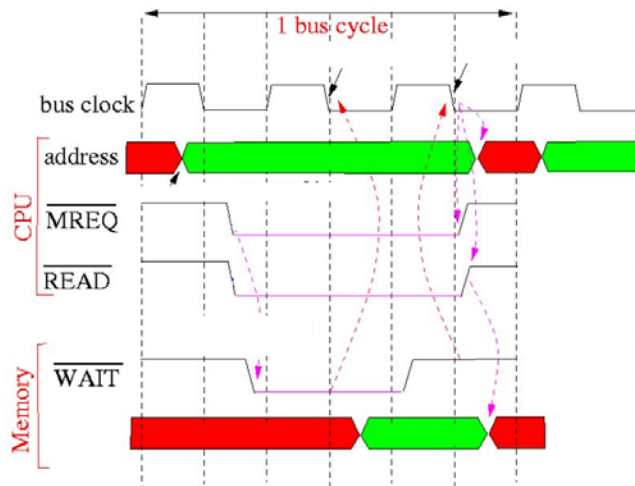 1 bus cycle
bus clock
address
CPU
MREQ
READ
Memory
WAIT